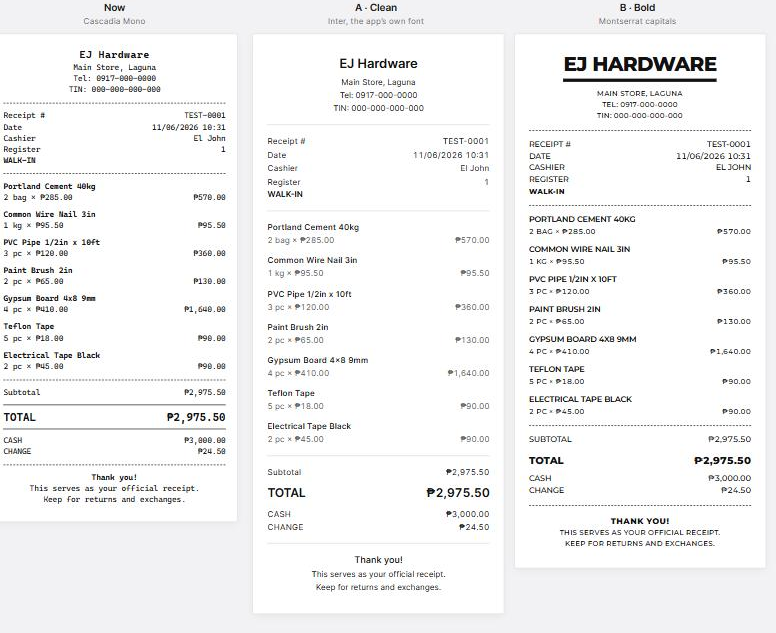 Now
Cascadia Mono
EJ Hardware
Main Store, Laguna
Tel: 0917-000-0000
TIN: 000-000-000-000
Receipt # TEST-0001
Date 11/06/2026 10:31
Cashier El John
Register 1
WALK-IN
Portland Cement 40kg
2 bag × ₱285.00 ₱570.00
Common Wire Nail 3in
1 kg × ₱95.50 ₱95.50
PVC Pipe 1/2in x 10ft
3 pc × ₱120.00 ₱360.00
Paint Brush 2in
2 pc × ₱65.00 ₱130.00
Gypsum Board 4x8 9mm
4 pc × ₱410.00 ₱1,640.00
Teflon Tape
5 pc × ₱18.00 ₱90.00
Electrical Tape Black
2 pc × ₱45.00 ₱90.00
Subtotal ₱2,975.50
TOTAL ₱2,975.50
CASH ₱3,000.00
CHANGE ₱24.50
Thank you!
This serves as your official receipt.
Keep for returns and exchanges.
A · Clean
Inter, the app's own font
EJ Hardware
Main Store, Laguna
Tel: 0917-000-0000
TIN: 000-000-000-000
Receipt # TEST-0001
Date 11/06/2026 10:31
Cashier El John
Register 1
WALK-IN
Portland Cement 40kg
2 bag × ₱285.00 ₱570.00
Common Wire Nail 3in
1 kg × ₱95.50 ₱95.50
PVC Pipe 1/2in x 10ft
3 pc × ₱120.00 ₱360.00
Paint Brush 2in
2 pc × ₱65.00 ₱130.00
Gypsum Board 4×8 9mm
4 pc × ₱410.00 ₱1,640.00
Teflon Tape
5 pc × ₱18.00 ₱90.00
Electrical Tape Black
2 pc × ₱45.00 ₱90.00
Subtotal ₱2,975.50
TOTAL ₱2,975.50
CASH ₱3,000.00
CHANGE ₱24.50
Thank you!
This serves as your official receipt.
Keep for returns and exchanges.
B · Bold
Montserrat capitals
EJ HARDWARE
MAIN STORE, LAGUNA
TEL: 0917-000-0000
TIN: 000-000-000-000
RECEIPT # TEST-0001
DATE 11/06/2026 10:31
CASHIER EL JOHN
REGISTER 1
WALK-IN
PORTLAND CEMENT 40KG
2 BAG × ₱285.00 ₱570.00
COMMON WIRE NAIL 3IN
1 KG × ₱95.50 ₱95.50
PVC PIPE 1/2IN X 10FT
3 PC × ₱120.00 ₱360.00
PAINT BRUSH 2IN
2 PC × ₱65.00 ₱130.00
GYPSUM BOARD 4X8 9MM
4 PC × ₱410.00 ₱1,640.00
TEFLON TAPE
5 PC × ₱18.00 ₱90.00
ELECTRICAL TAPE BLACK
2 PC × ₱45.00 ₱90.00
SUBTOTAL ₱2,975.50
TOTAL ₱2,975.50
CASH ₱3,000.00
CHANGE ₱24.50
THANK YOU!
THIS SERVES AS YOUR OFFICIAL RECEIPT.
KEEP FOR RETURNS AND EXCHANGES.